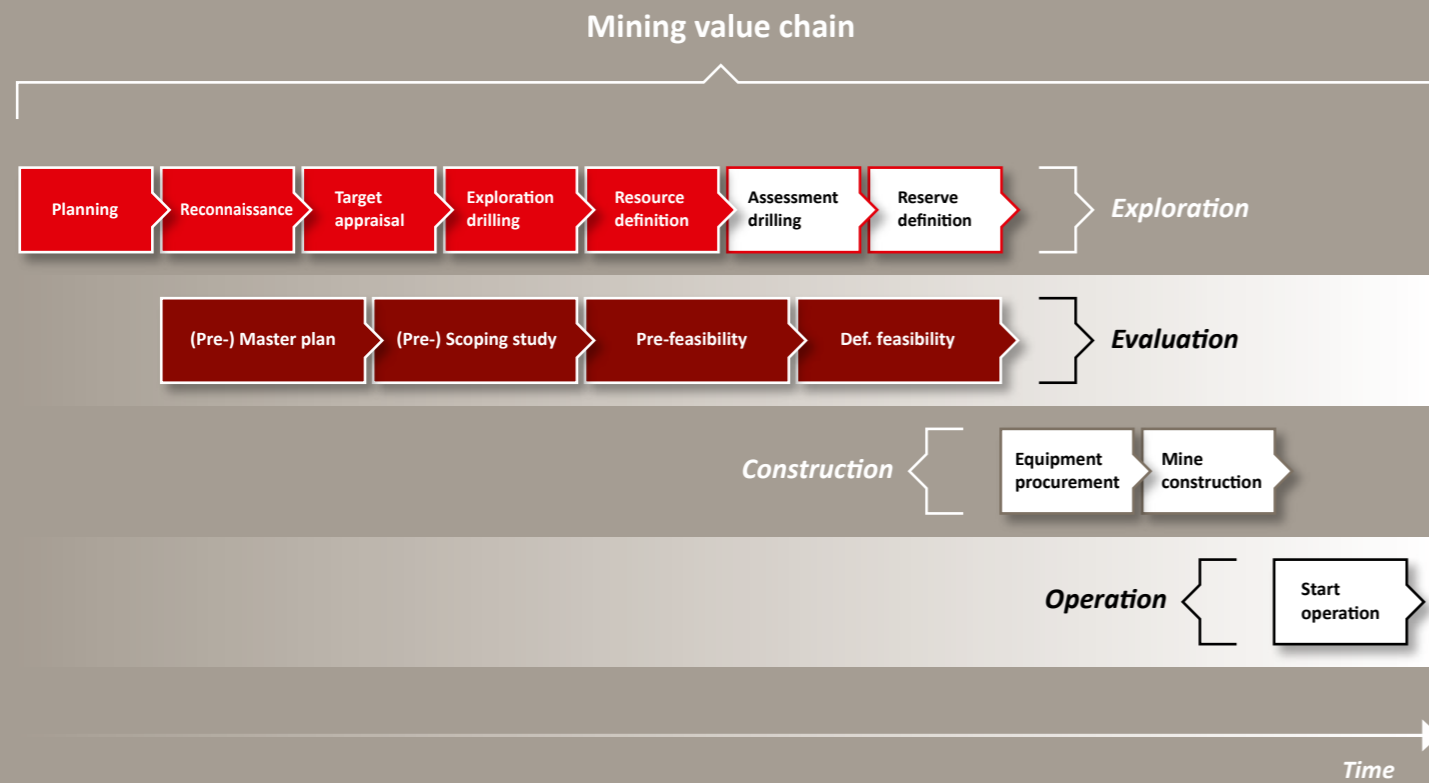 Mining value chain
Planning
Reconnaissance
Target
appraisal
Exploration
drilling
Resource
definition
Assessment
drilling
Reserve
definition
Exploration
(Pre-) Master plan
(Pre-) Scoping study
Pre-feasibility
Def. feasibility
Evaluation
Construction
Equipment
procurement
Mine
construction
Operation
Start
operation
Time